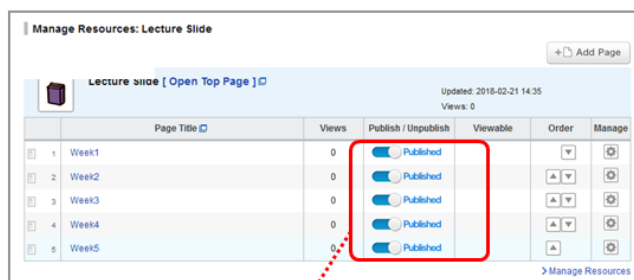 Manage Resources: Lecture Slide
+ Add Page
Lecture Slide [ Open Top Page ]
Updated: 2018-02-21 14:35
Views: 0
Page Title Views Publish / Unpublish Viewable Order Manage
1 Week1 0 Published
2 Week2 0 Published
3 Week3 0 Published
4 Week4 0 Published
5 Week5 0 Published
Manage Resources